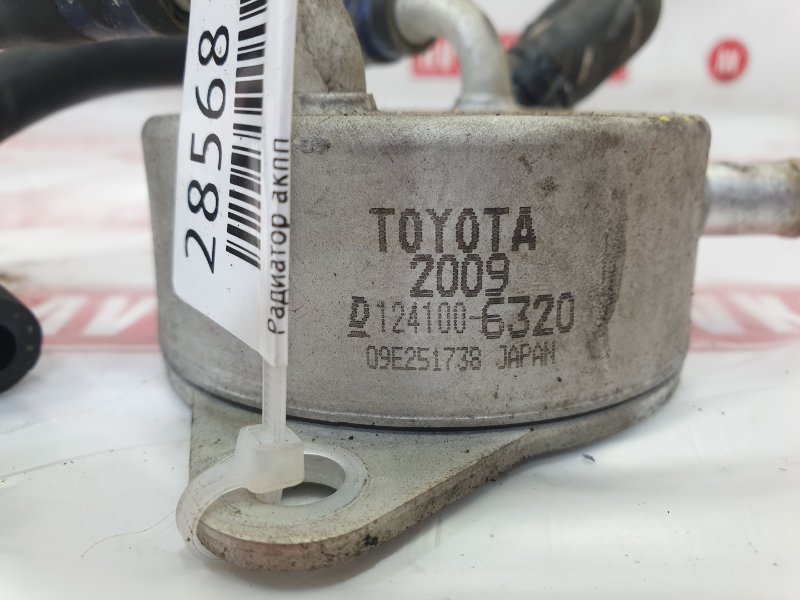 28568
Радиатор акпп
TOYOTA
2009
D124100-6320
09E251738 JAPAN